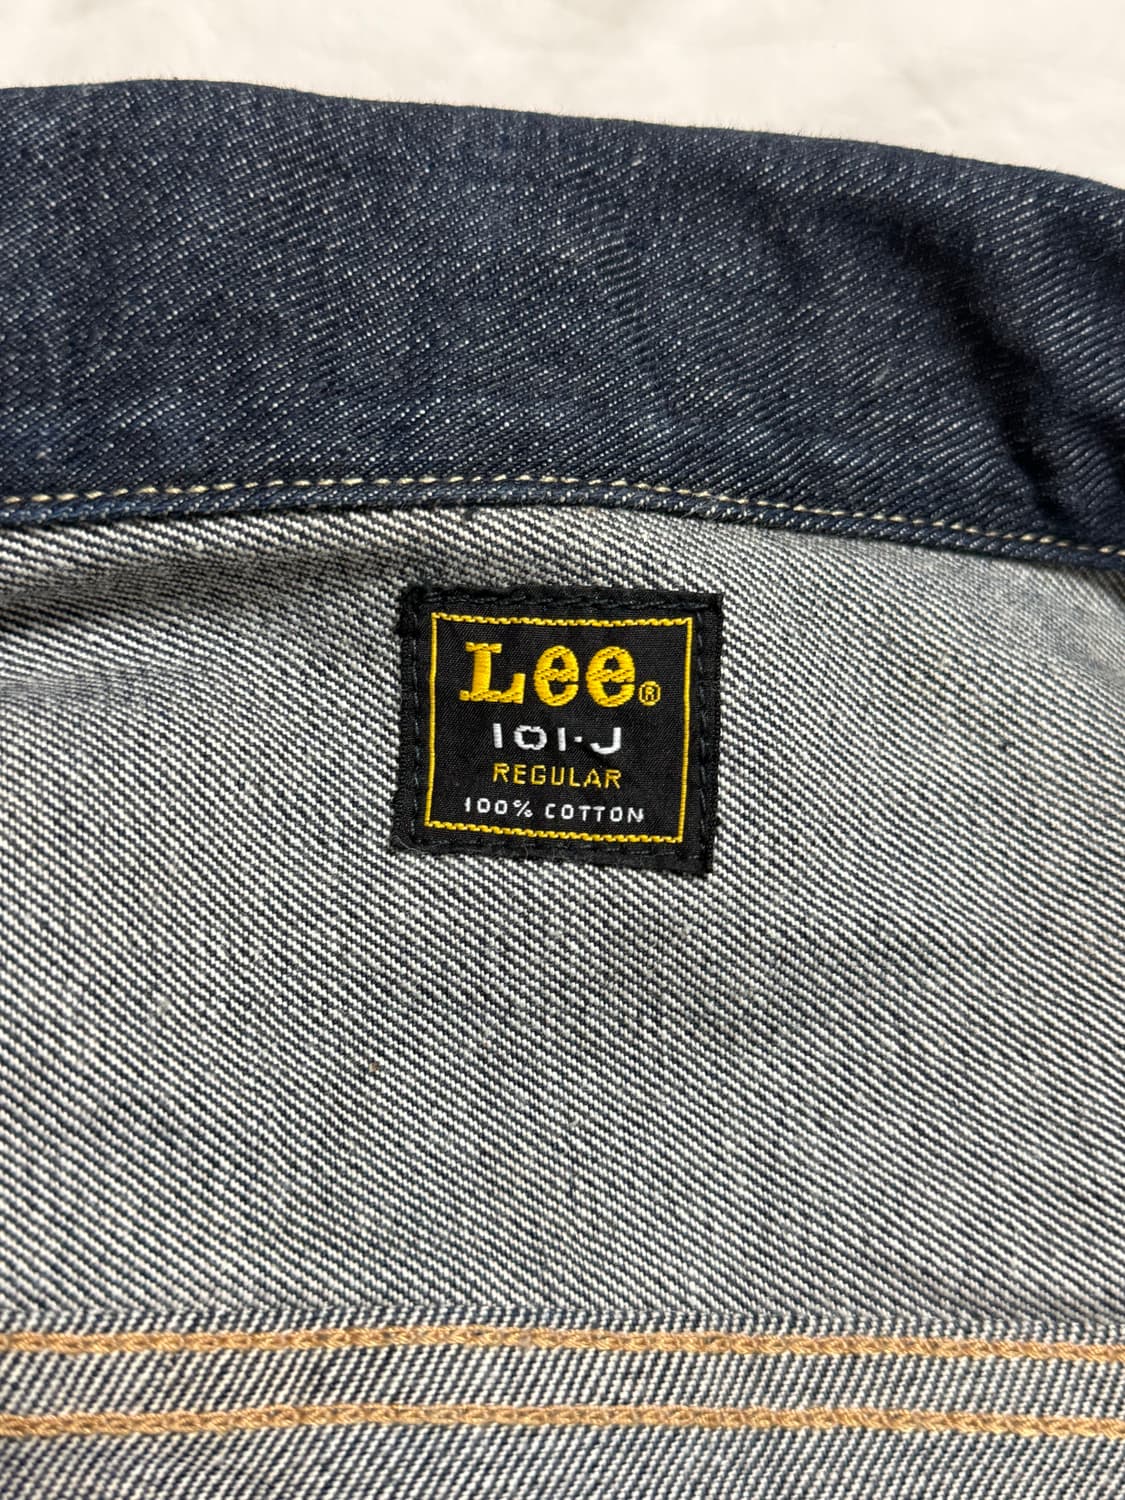 Lee®
101-J
REGULAR
100% COTTON